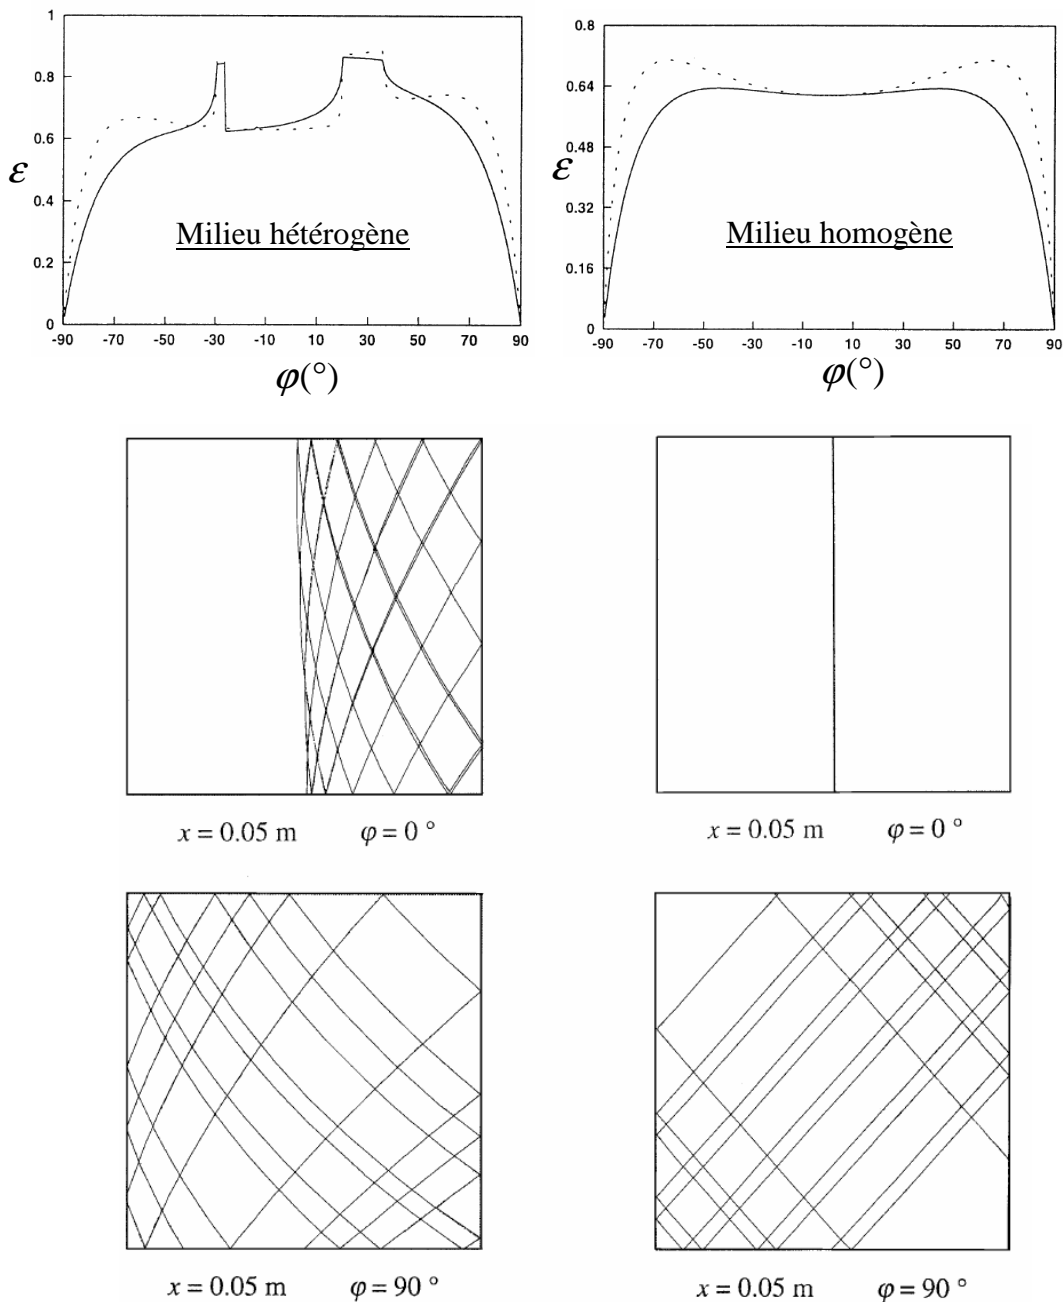 1
0.8
0.6
0.4
0.2
0
ε
Milieu hétérogène
-90 -70 -50 -30 -10 10 30 50 70 90
φ(°)
0.8
0.64
0.48
0.32
0.16
0
ε
Milieu homogène
-90 -70 -50 -30 -10 10 30 50 70 90
φ(°)
x = 0.05 m φ = 0 °
x = 0.05 m φ = 0 °
x = 0.05 m φ = 90 °
x = 0.05 m φ = 90 °